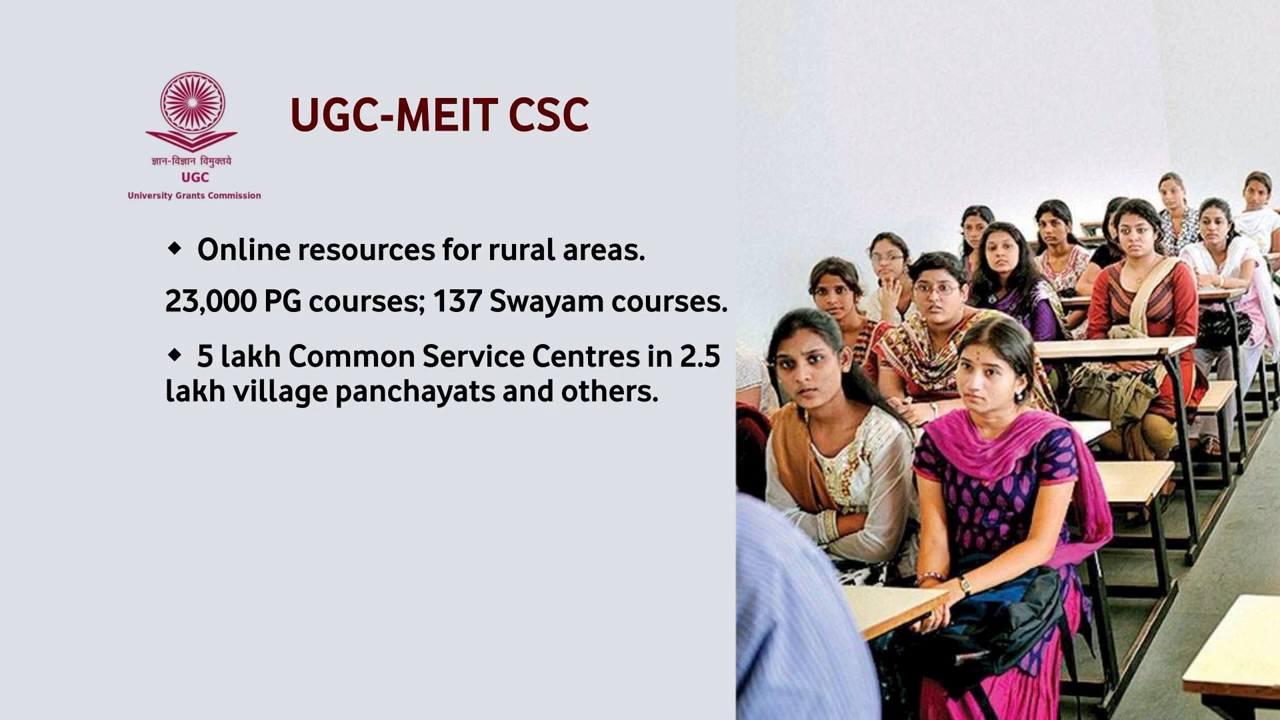 ज्ञान-विज्ञान विमुक्तये
UGC
University Grants Commission
UGC-MEIT CSC
◆ Online resources for rural areas.
23,000 PG courses; 137 Swayam courses.
◆ 5 lakh Common Service Centres in 2.5
lakh village panchayats and others.